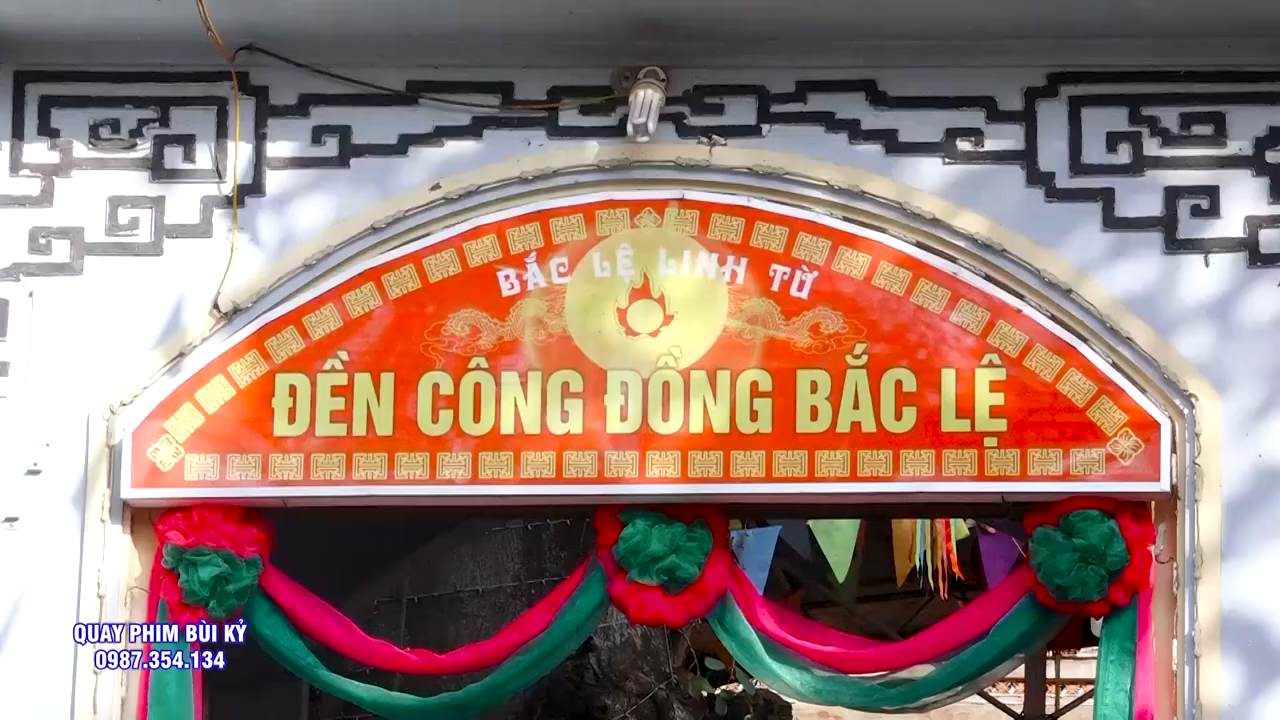 BẮC LỆ LINH TỪ
ĐỀN CÔNG ĐỒNG BẮC LỆ
QUAY PHIM BÙI KỶ
0987.354.134